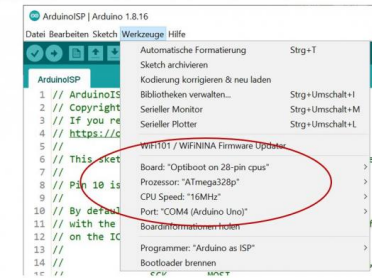 ArduinoISP | Arduino 1.8.16
Datei Bearbeiten Sketch Werkzeuge Hilfe
Automatische Formatierung Strg+T
Sketch archivieren
ArduinoISP
Kodierung korrigieren & neu laden
1 // ArduinoIS
Bibliotheken verwalten... Strg+Umschalt+I
2 // Copyright
Serieller Monitor Strg+Umschalt+M
3 // If you re
Serieller Plotter Strg+Umschalt+L
4 // https://o
5 //
WiFi101 / WiFiNINA Firmware Updater
6 // This sket
7 //
Board: "Optiboot on 28-pin cpus"
8 // Pin 10 is
Prozessor: "ATmega328p"
9 //
CPU Speed: "16MHz"
10 // By defaul
Port: "COM4 (Arduino Uno)"
11 // with the
Boardinformationen holen
12 // on the IC
13 //
Programmer: "Arduino as ISP"
14 //
Bootloader brennen